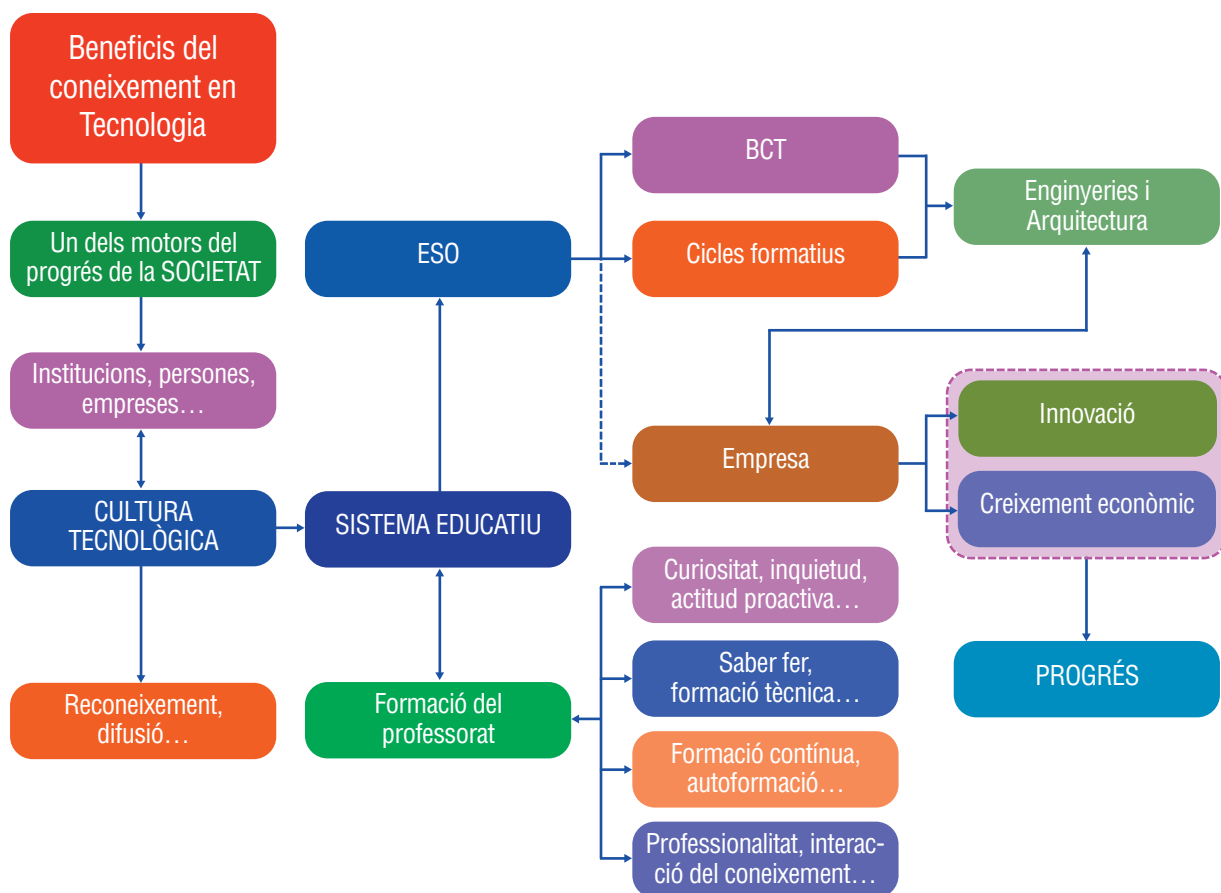 Beneficis del
coneixement en
Tecnologia
Un dels motors del
progrés de la SOCIETAT
Institucions, persones,
empreses…
CULTURA
TECNOLÒGICA
Reconeixement,
difusió…
ESO
SISTEMA EDUCATIU
Formació del
professorat
BCT
Cicles formatius
Empresa
Curiositat, inquietud,
actitud proactiva…
Saber fer,
formació tècnica…
Formació contínua,
autoformació…
Professionalitat, interac-
ció del coneixement…
Enginyeries i
Arquitectura
Innovació
Creixement econòmic
PROGRÉS